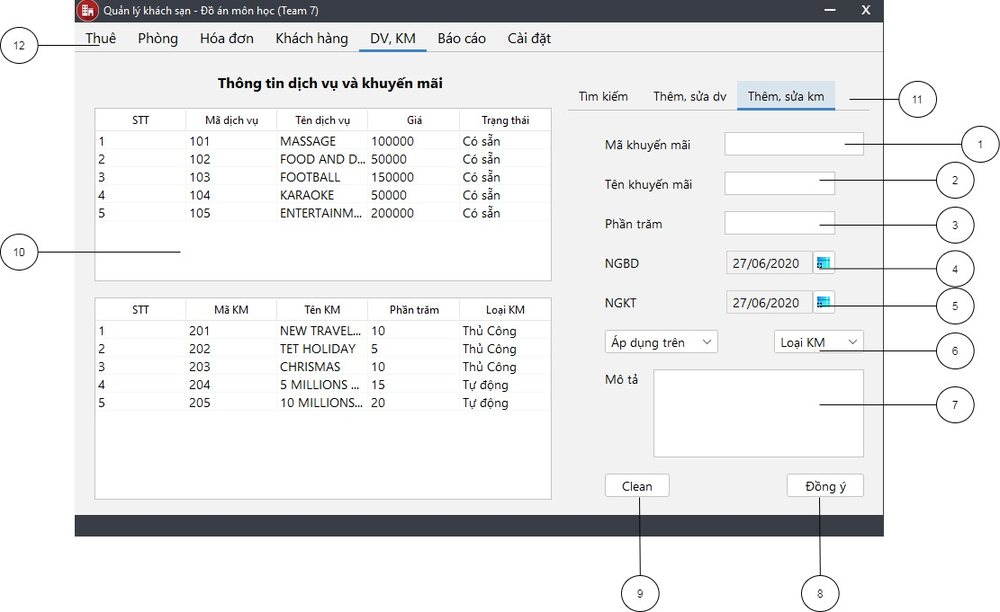 Quản lý khách sạn - Đồ án môn học (Team 7) X
12 Thuê Phòng Hóa đơn Khách hàng DV, KM Báo cáo Cài đặt
Thông tin dịch vụ và khuyến mãi
Tìm kiếm Thêm, sửa dv Thêm, sửa km 11
STT Mã dịch vụ Tên dịch vụ Giá Trạng thái
1 101 MASSAGE 100000 Có sẵn
2 102 FOOD AND D... 50000 Có sẵn
3 103 FOOTBALL 150000 Có sẵn
4 104 KARAOKE 50000 Có sẵn
5 105 ENTERTAINM... 200000 Có sẵn
10
STT Mã KM Tên KM Phần trăm Loại KM
1 201 NEW TRAVEL... 10 Thủ Công
2 202 TET HOLIDAY 5 Thủ Công
3 203 CHRISMAS 10 Thủ Công
4 204 5 MILLIONS ... 15 Tự động
5 205 10 MILLIONS... 20 Tự động
Mã khuyến mãi 1
Tên khuyến mãi 2
Phần trăm 3
NGBD 27/06/2020 4
NGKT 27/06/2020 5
Áp dụng trên Loại KM 6
Mô tả 7
Clean Đồng ý
9 8